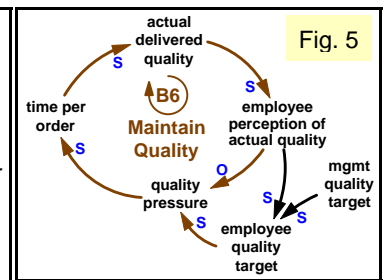 actual
delivered
quality
Fig. 5
S
S
B6
Maintain
Quality
time per
order
employee
perception of
actual quality
S
O
mgmt
quality
target
quality
pressure
S
S
S
employee
quality
target